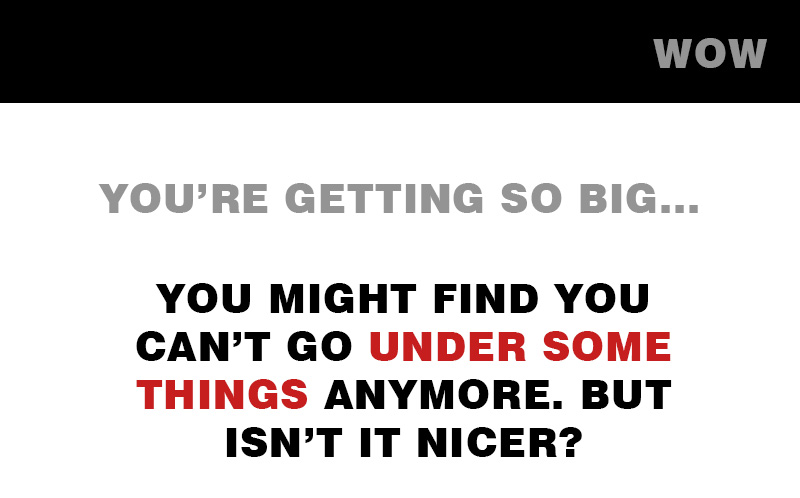 WOW
YOU’RE GETTING SO BIG...
YOU MIGHT FIND YOU
CAN’T GO UNDER SOME
THINGS ANYMORE. BUT
ISN’T IT NICER?